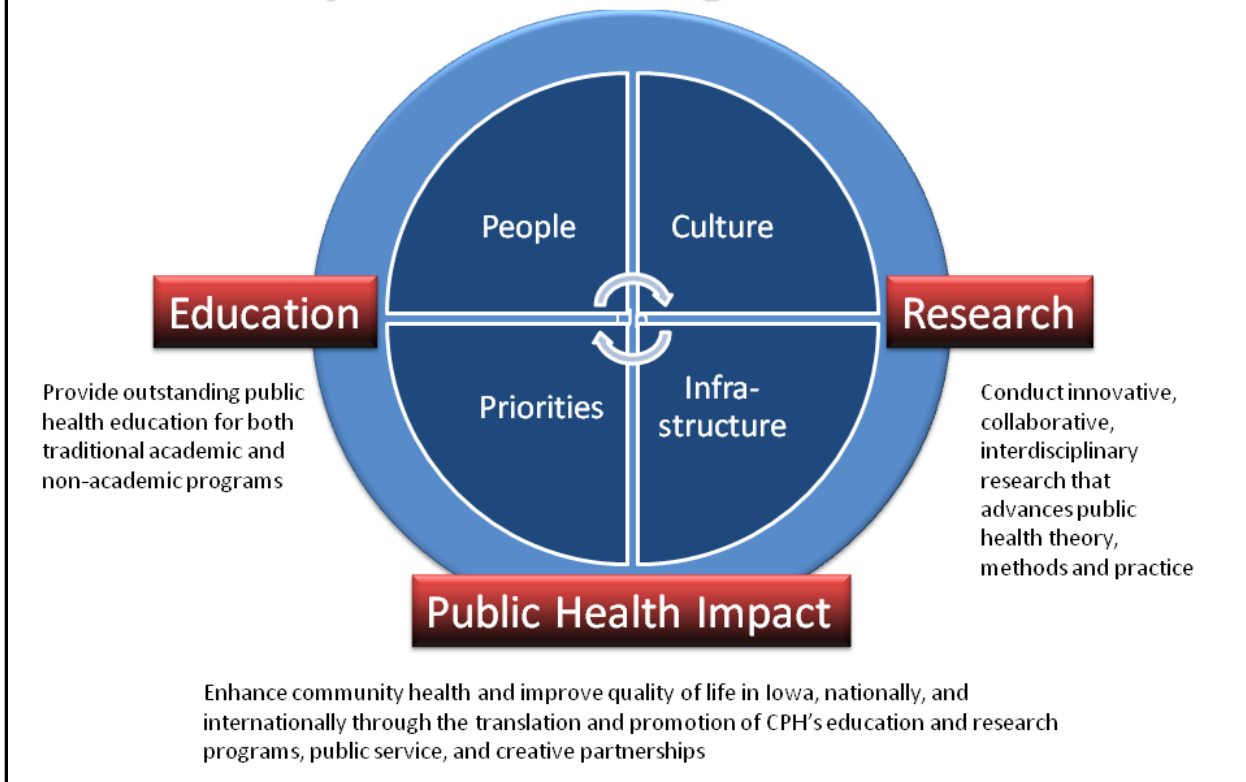 People
Culture
Education
Research
Priorities
Infra-
structure
Provide outstanding public
health education for both
traditional academic and
non-academic programs
Conduct innovative,
collaborative,
interdisciplinary
research that
advances public
health theory,
methods and practice
Public Health Impact
Enhance community health and improve quality of life in Iowa, nationally, and
internationally through the translation and promotion of CPH's education and research
programs, public service, and creative partnerships